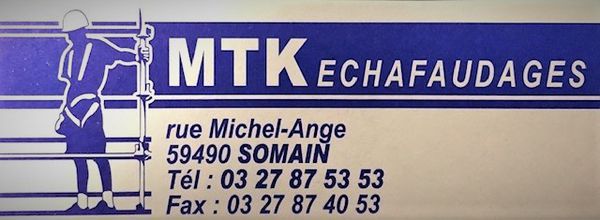 MTK ECHAFAUDAGES
rue Michel-Ange
59490 SOMAIN
Tél : 03 27 87 53 53
Fax : 03 27 87 40 53